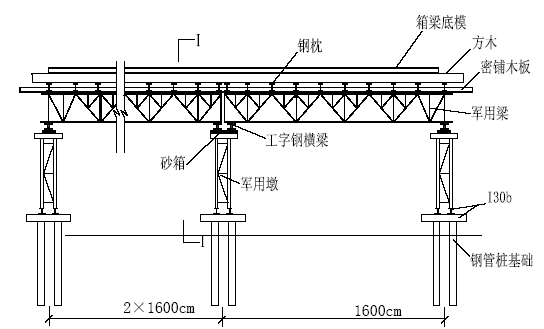 I
箱梁底模
钢枕
方木
密铺木板
军用梁
工字钢横梁
砂箱
军用墩
I30b
I
钢管桩基础
2×1600cm
1600cm